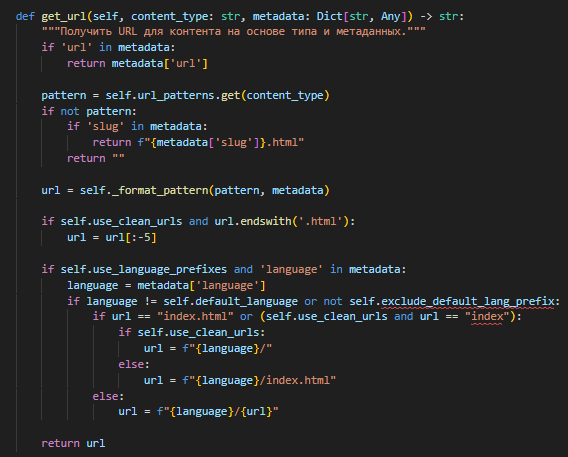 def get_url(self, content_type: str, metadata: Dict[str, Any]) -> str:
    """Получить URL для контента на основе типа и метаданных."""
    if 'url' in metadata:
        return metadata['url']

    pattern = self.url_patterns.get(content_type)
    if not pattern:
        if 'slug' in metadata:
            return f"{metadata['slug']}.html"
        return ""

    url = self._format_pattern(pattern, metadata)

    if self.use_clean_urls and url.endswith('.html'):
        url = url[:-5]

    if self.use_language_prefixes and 'language' in metadata:
        language = metadata['language']
        if language != self.default_language or not self.exclude_default_lang_prefix:
            if url == "index.html" or (self.use_clean_urls and url == "index"):
                if self.use_clean_urls:
                    url = f"{language}/"
                else:
                    url = f"{language}/index.html"
            else:
                url = f"{language}/{url}"

    return url